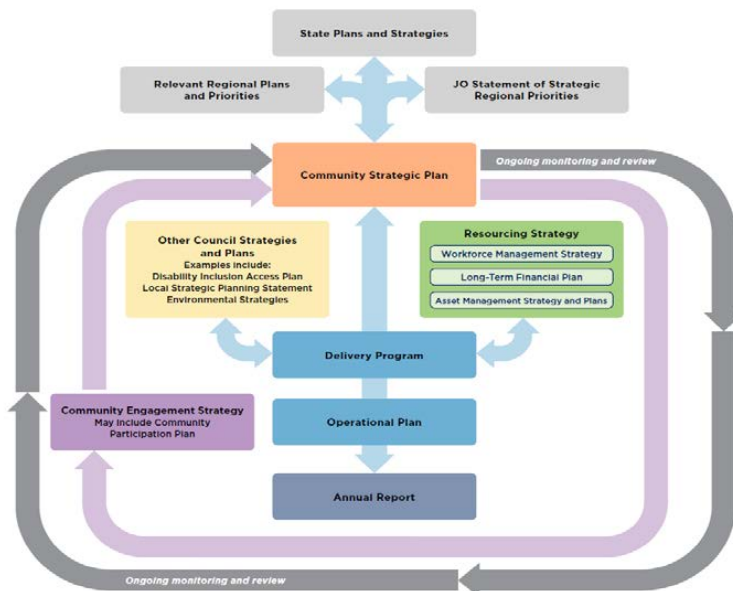 State Plans and Strategies
Relevant Regional Plans
and Priorities
JO Statement of Strategic
Regional Priorities
Community Strategic Plan
Ongoing monitoring and review
Other Council Strategies
and Plans
Examples include:
Disability Inclusion Access Plan
Local Strategic Planning Statement
Environmental Strategies
Resourcing Strategy
Workforce Management Strategy
Long-Term Financial Plan
Asset Management Strategy and Plans
Delivery Program
Community Engagement Strategy
May Include Community
Participation Plan
Operational Plan
Annual Report
Ongoing monitoring and review